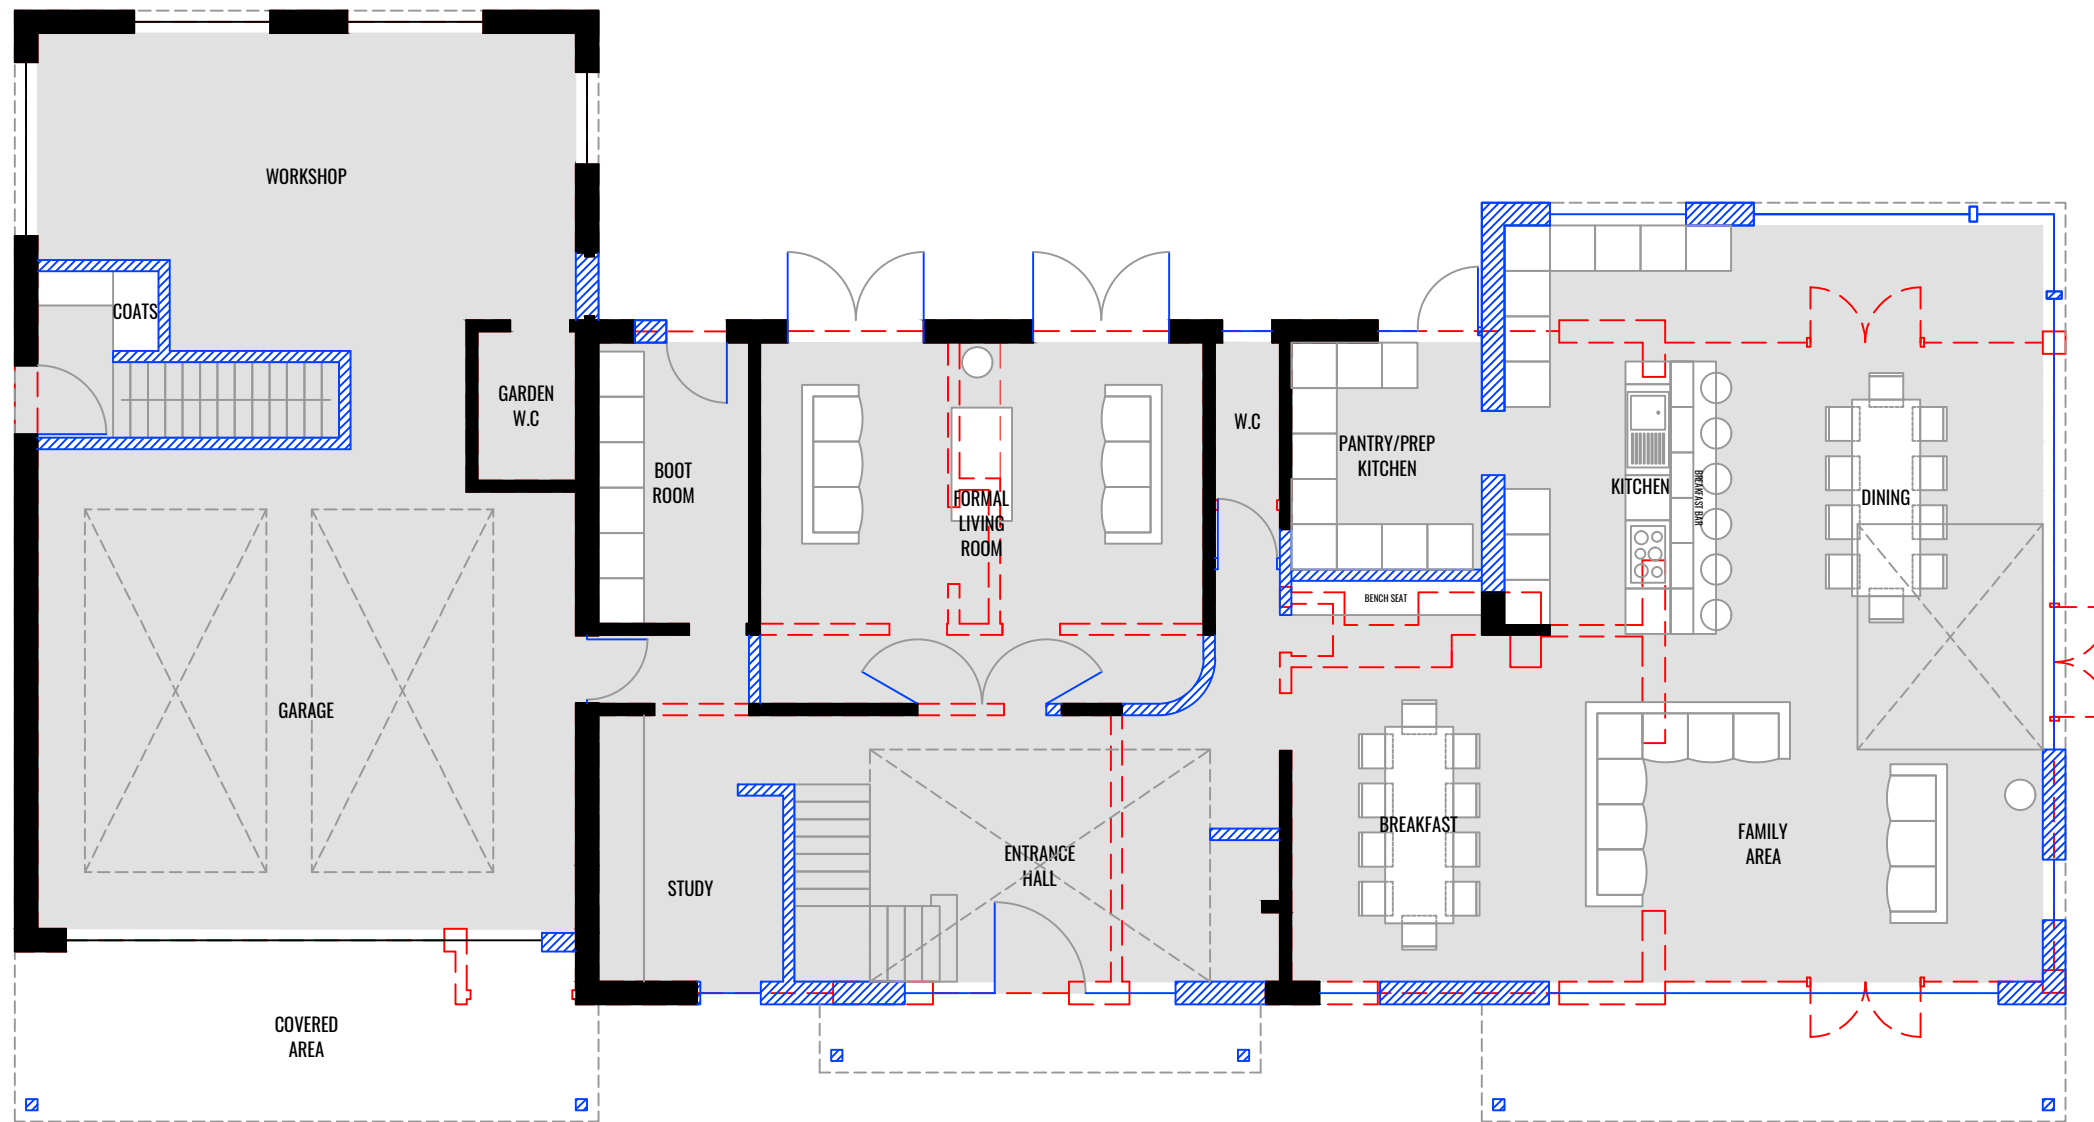 WORKSHOP
COATS
GARDEN
W.C
BOOT
ROOM
FORMAL
LIVING
ROOM
W.C
PANTRY/PREP
KITCHEN
BENCH SEAT
KITCHEN
BREAKFAST BAR
DINING
GARAGE
STUDY
ENTRANCE
HALL
BREAKFAST
FAMILY
AREA
COVERED
AREA